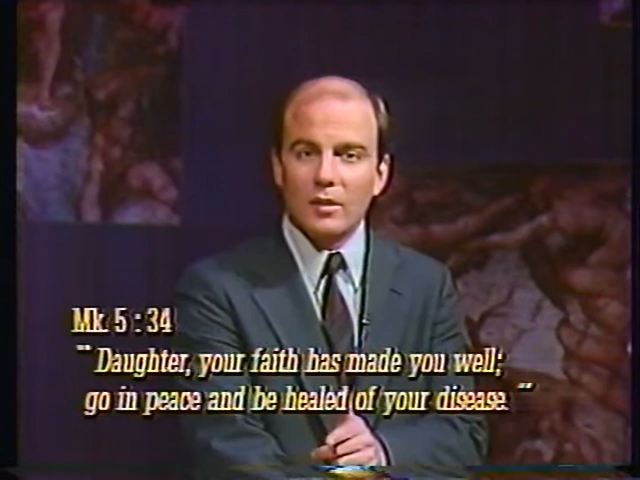 Mk. 5 : 34
"Daughter, your faith has made you well;
go in peace and be healed of your disease."